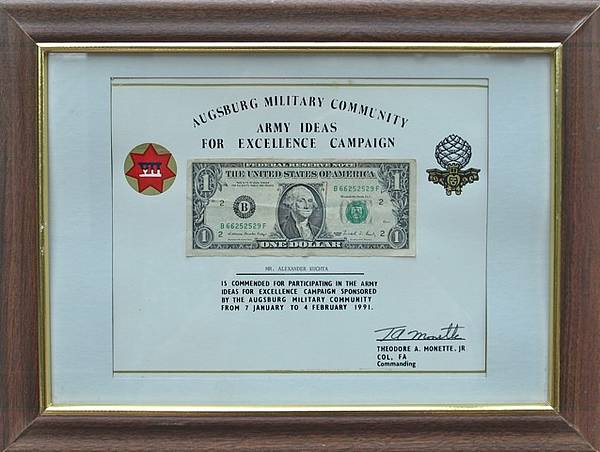 AUGSBURG MILITARY COMMUNITY
ARMY IDEAS
FOR EXCELLENCE CAMPAIGN
VII
FEDERAL RESERVE NOTE
THE UNITED STATES OF AMERICA
1
1
B 66252529 F
2
2
B
B 66252529 F
2
2
1
1
ONE DOLLAR
MR. ALEXANDER KUCHTA
IS COMMENDED FOR PARTICIPATING IN THE ARMY
IDEAS FOR EXCELLENCE CAMPAIGN SPONSORED
BY THE AUGSBURG MILITARY COMMUNITY
FROM 7 JANUARY TO 4 FEBRUARY 1991.
TA Monette
THEODORE A. MONETTE, JR.
COL, FA
Commanding